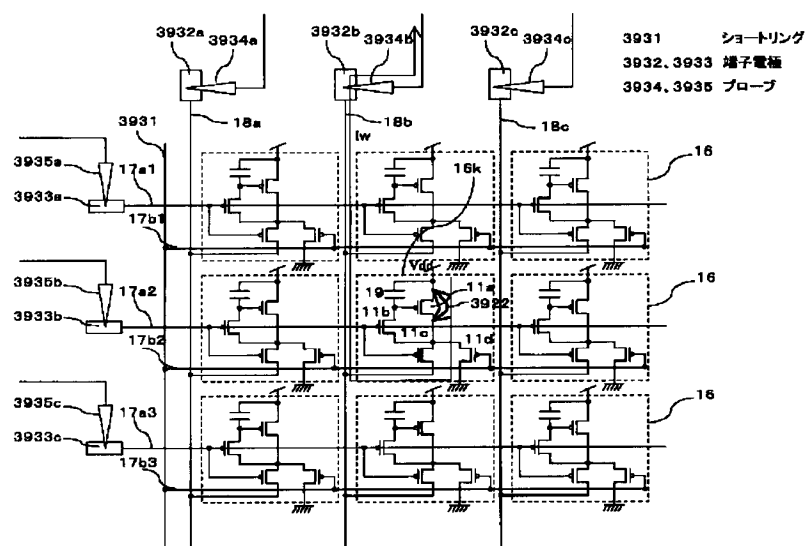 3932a
3934a
3932b
3934b
3932c
3934c
3931 ショートリング
3932、3933 端子電極
3934、3935 プローブ
3931
18a
18b
18c
Iw
3935a
17a1
3933a
17b1
16k
16
Vdd
3935b
17a2
3933b
17b2
19
11a
3922
11b
11c
11d
16
3935c
17a3
3933c
17b3
16